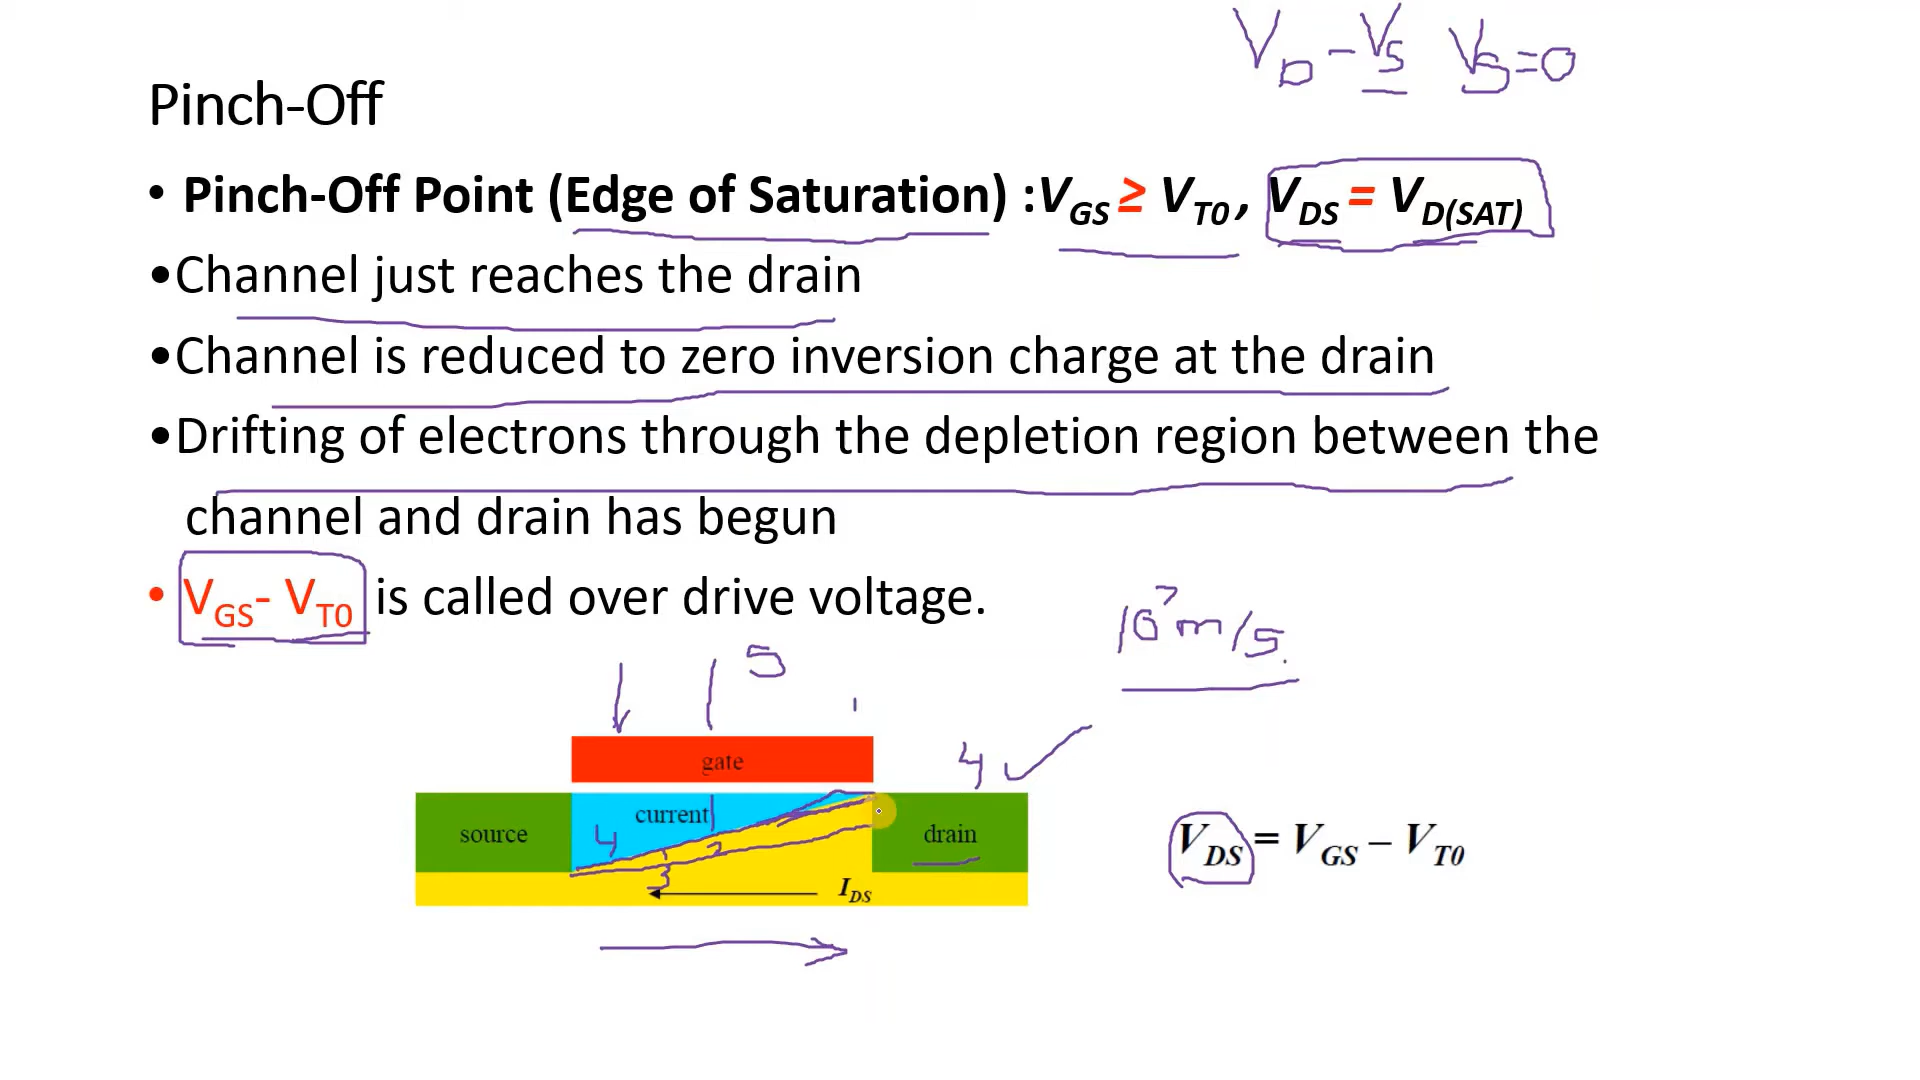 V_D - V_S  V_S = 0
Pinch-Off
• Pinch-Off Point (Edge of Saturation) : V_GS ≥ V_T0 , V_DS = V_D(SAT)
•Channel just reaches the drain
•Channel is reduced to zero inversion charge at the drain
•Drifting of electrons through the depletion region between the
channel and drain has begun
• V_GS- V_T0 is called over drive voltage.
10^7 m/s.
5
gate
4
current
source
4
drain
2
3
I_DS
V_DS = V_GS – V_T0